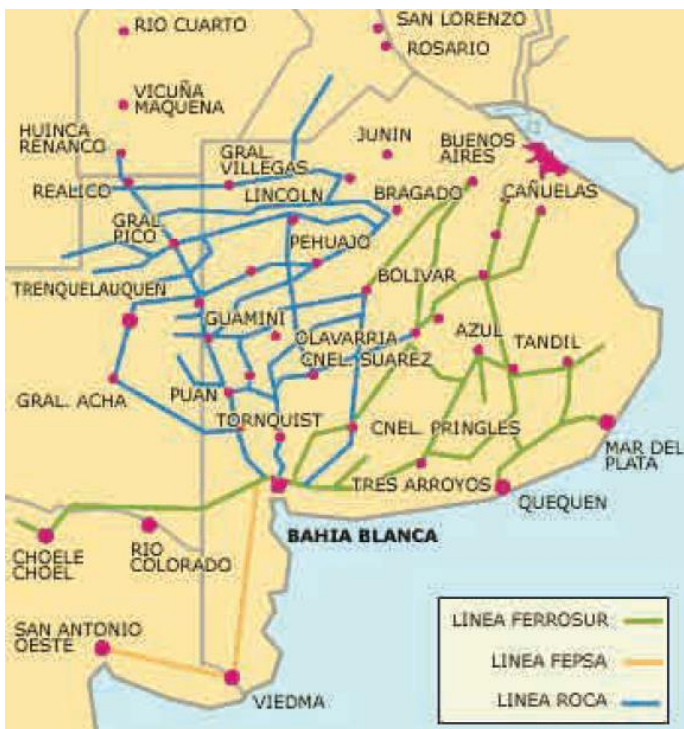 RIO CUARTO
SAN LORENZO
ROSARIO
VICUÑA
MAQUENA
HUINCA
RENANCO
JUNIN
BUENOS
AIRES
GRAL.
VILLEGAS
REALICO
LINCOLN
BRAGADO
CAÑUELAS
GRAL.
PICO
PEHUAJO
BOLIVAR
TRENQUELAUQUEN
GUAMINI
OLAVARRIA
AZUL
TANDIL
CNEL. SUAREZ
GRAL. ACHA
PUAN
TORNQUIST
CNEL. PRINGLES
MAR DEL
PLATA
TRES ARROYOS
QUEQUEN
BAHIA BLANCA
CHOELE
CHOEL
RIO
COLORADO
SAN ANTONIO
OESTE
VIEDMA
LINEA FERROSUR
LINEA FEPSA
LINEA ROCA